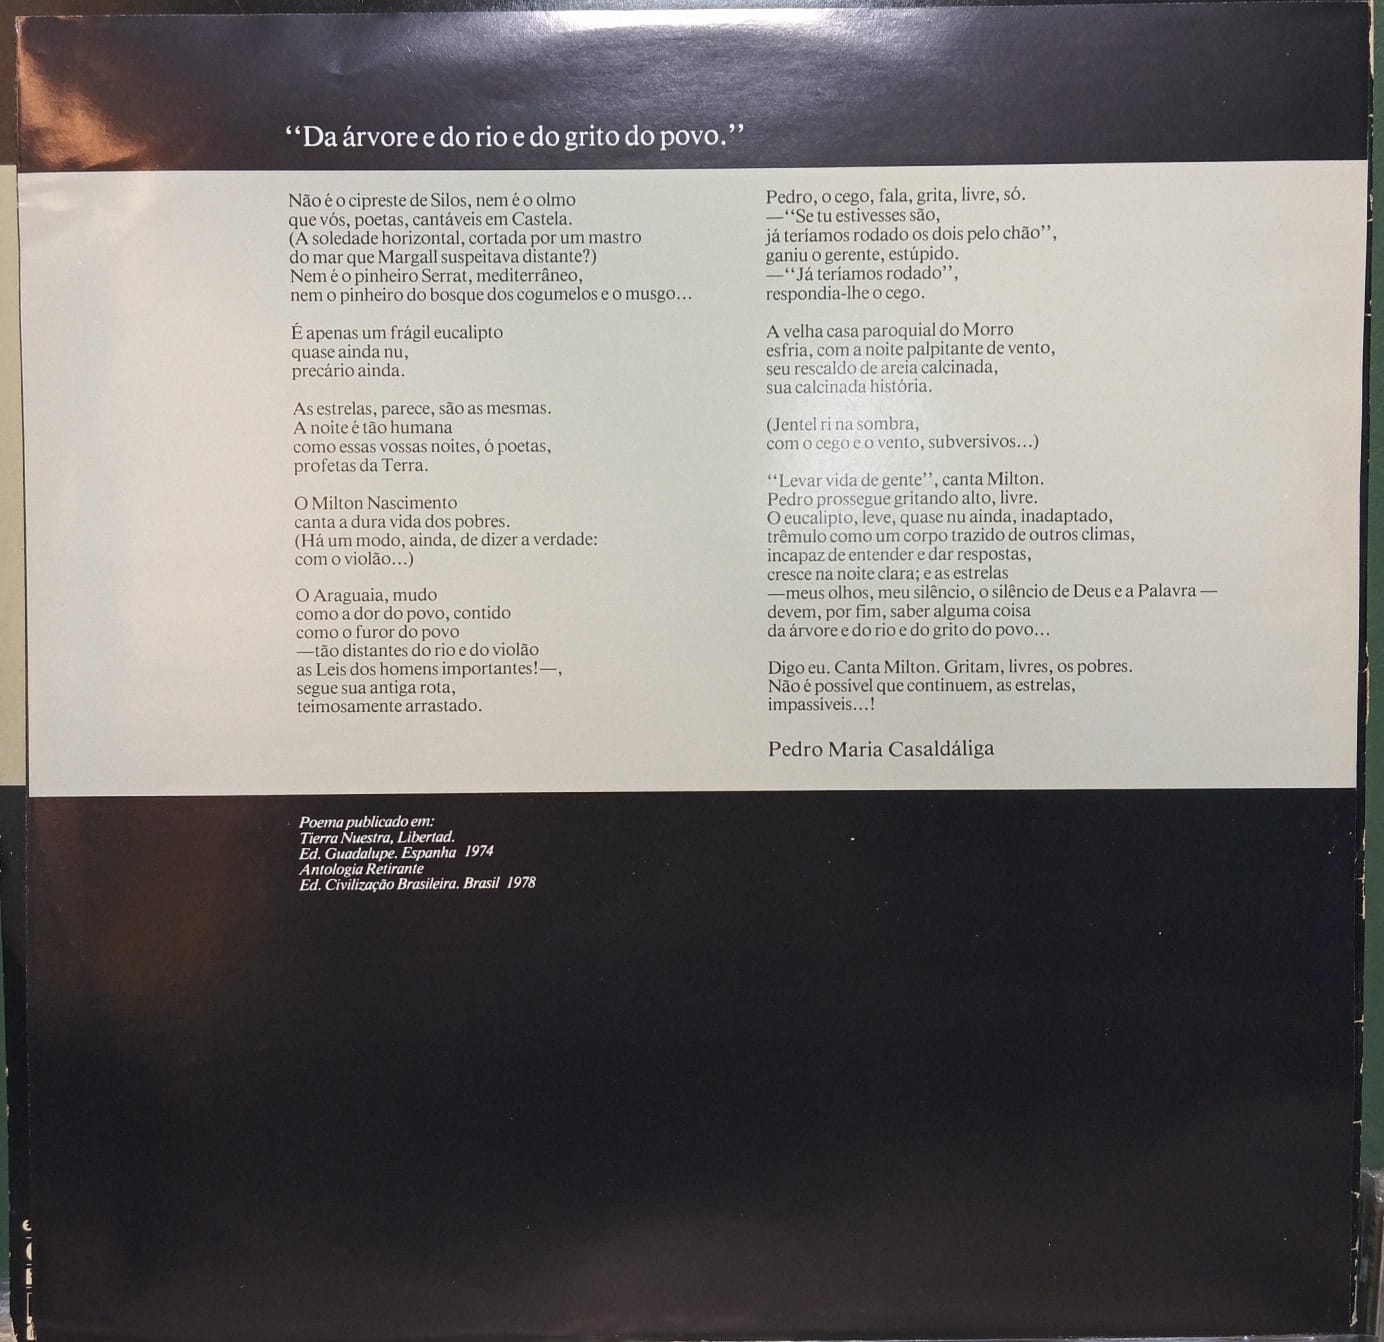 “Da árvore e do rio e do grito do povo.”
Não é o cipreste de Silos, nem é o olmo
que vós, poetas, cantáveis em Castela.
(A soledade horizontal, cortada por um mastro
do mar que Margall suspeitava distante?)
Nem é o pinheiro Serrat, mediterrâneo,
nem o pinheiro do bosque dos cogumelos e o musgo...
É apenas um frágil eucalipto
quase ainda nu,
precário ainda.
As estrelas, parece, são as mesmas.
A noite é tão humana
como essas vossas noites, ó poetas,
profetas da Terra.
O Milton Nascimento
canta a dura vida dos pobres.
(Há um modo, ainda, de dizer a verdade:
com o violão...)
O Araguaia, mudo
como a dor do povo, contido
como o furor do povo
—tão distantes do rio e do violão
as Leis dos homens importantes!—,
segue sua antiga rota,
teimosamente arrastado.
Pedro, o cego, fala, grita, livre, só.
—“Se tu estivesses são,
já teríamos rodado os dois pelo chão”,
ganiu o gerente, estúpido.
—“Já teríamos rodado”,
respondia-lhe o cego.
A velha casa paroquial do Morro
esfria, com a noite palpitante de vento,
seu rescaldo de areia calcinada,
sua calcinada história.
(Jentel ri na sombra,
com o cego e o vento, subversivos...)
“Levar vida de gente”, canta Milton.
Pedro prossegue gritando alto, livre.
O eucalipto, leve, quase nu ainda, inadaptado,
trêmulo como um corpo trazido de outros climas,
incapaz de entender e dar respostas,
cresce na noite clara; e as estrelas
—meus olhos, meu silêncio, o silêncio de Deus e a Palavra—
devem, por fim, saber alguma coisa
da árvore e do rio e do grito do povo...
Digo eu. Canta Milton. Gritam, livres, os pobres.
Não é possível que continuem, as estrelas,
impassíveis...!
Pedro Maria Casaldáliga
Poema publicado em:
Tierra Nuestra, Libertad.
Ed. Guadalupe. Espanha 1974
Antologia Retirante
Ed. Civilização Brasileira. Brasil 1978